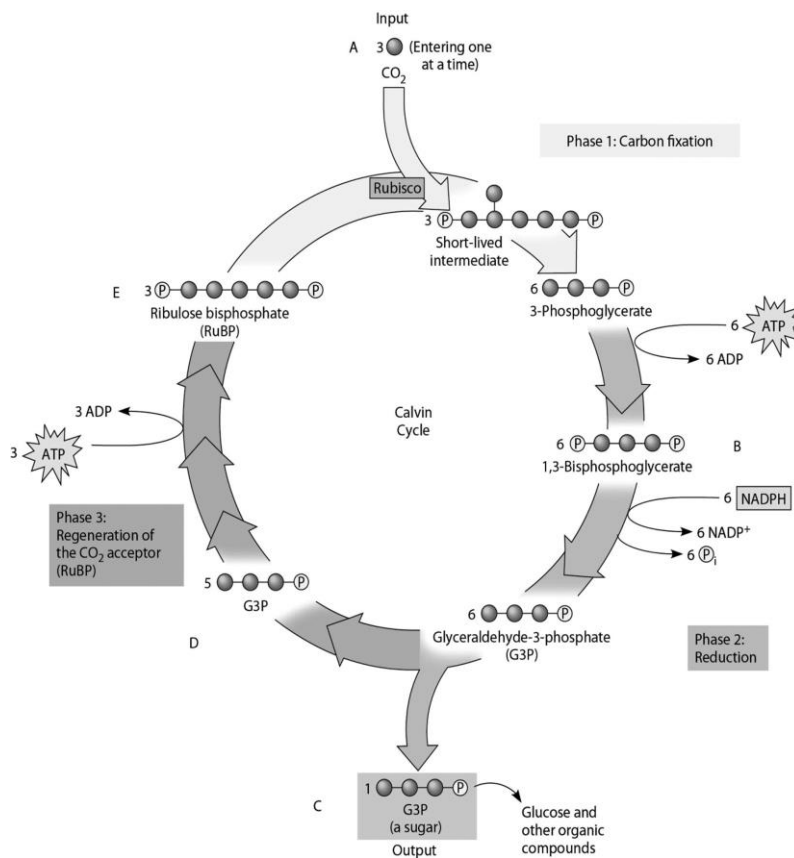 Input
A 3 (Entering one
at a time)
CO₂
Phase 1: Carbon fixation
Rubisco
3 P P
Short-lived
intermediate
E 3 P P
Ribulose bisphosphate
(RuBP)
6 P
3-Phosphoglycerate
6 ATP
6 ADP
3 ADP
3 ATP
Calvin
Cycle
6 P P B
1,3-Bisphosphoglycerate
6 NADPH
6 NADP⁺
6 Pᵢ
Phase 3:
Regeneration of
the CO₂ acceptor
(RuBP)
5 P
G3P
6 P
Glyceraldehyde-3-phosphate
(G3P)
D
Phase 2:
Reduction
C 1 P
G3P
(a sugar)
Output
Glucose and
other organic
compounds